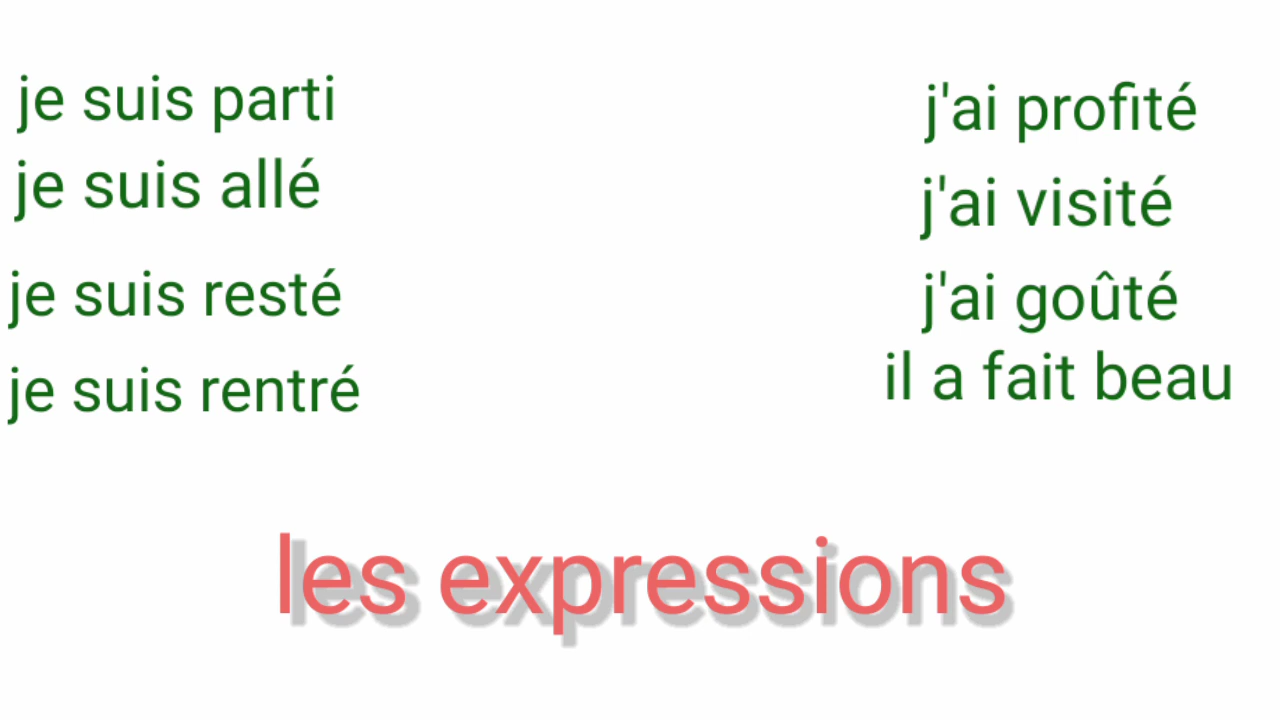 je suis parti
je suis allé
je suis resté
je suis rentré
j'ai profité
j'ai visité
j'ai goûté
il a fait beau
les expressions